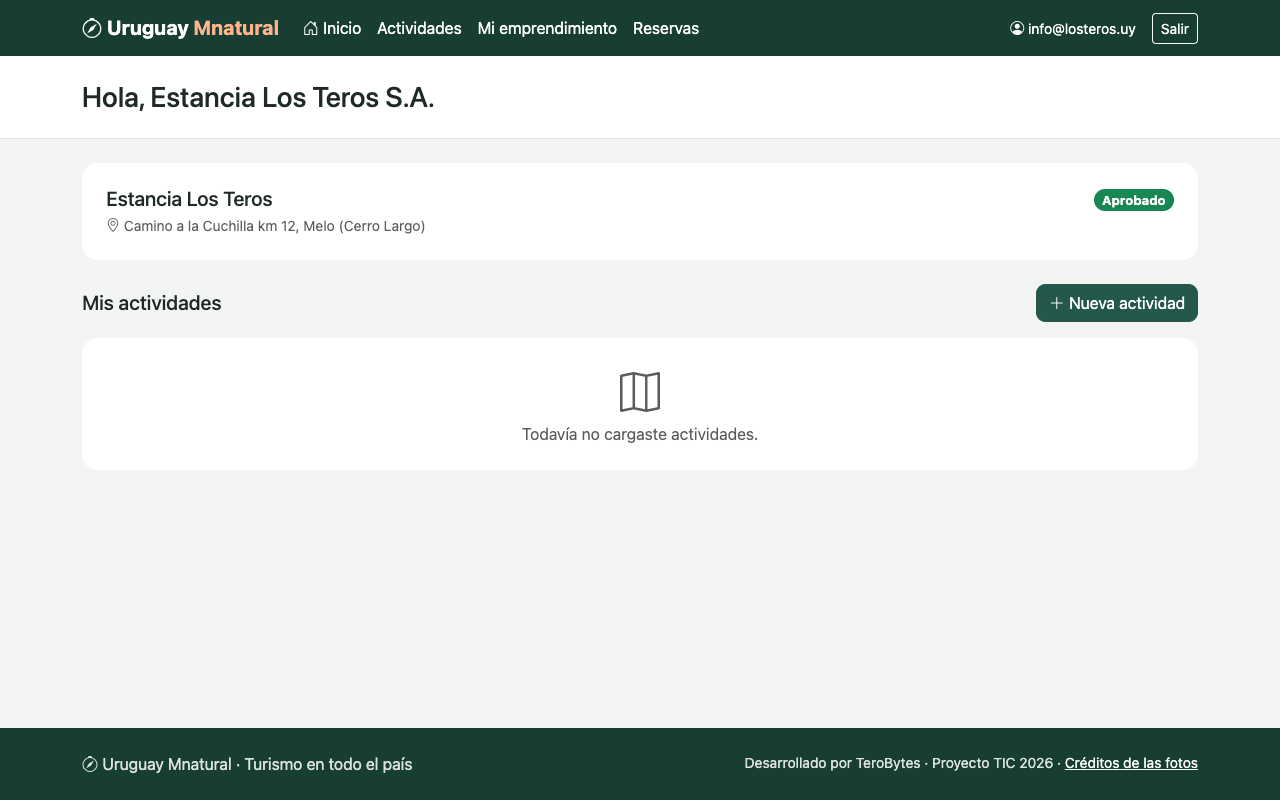 Uruguay Mnatural Inicio Actividades Mi emprendimiento Reservas info@losteros.uy Salir
Hola, Estancia Los Teros S.A.
Estancia Los Teros Aprobado
Camino a la Cuchilla km 12, Melo (Cerro Largo)
Mis actividades + Nueva actividad
Todavía no cargaste actividades.
Uruguay Mnatural · Turismo en todo el país Desarrollado por TeroBytes · Proyecto TIC 2026 · Créditos de las fotos